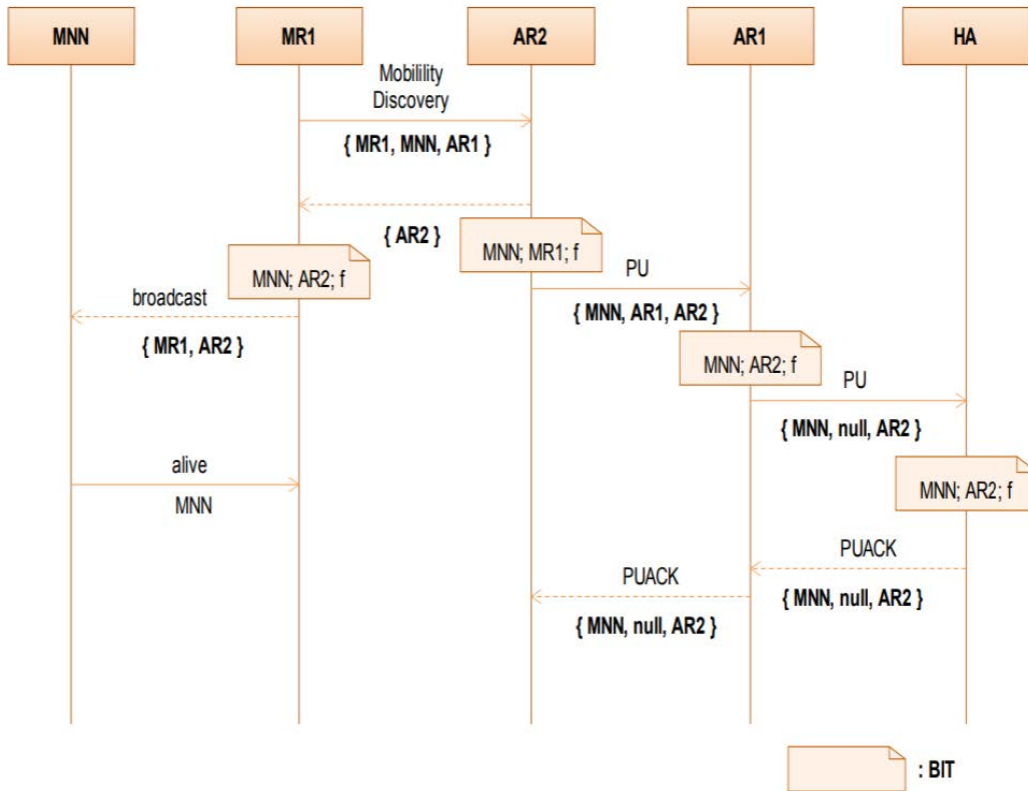 MNN
MR1
AR2
AR1
HA
Mobilility
Discovery
{ MR1, MNN, AR1 }
{ AR2 }
MNN; MR1; f
MNN; AR2; f
PU
broadcast
{ MNN, AR1, AR2 }
{ MR1, AR2 }
MNN; AR2; f
PU
{ MNN, null, AR2 }
alive
MNN
MNN; AR2; f
PUACK
PUACK
{ MNN, null, AR2 }
{ MNN, null, AR2 }
: BIT